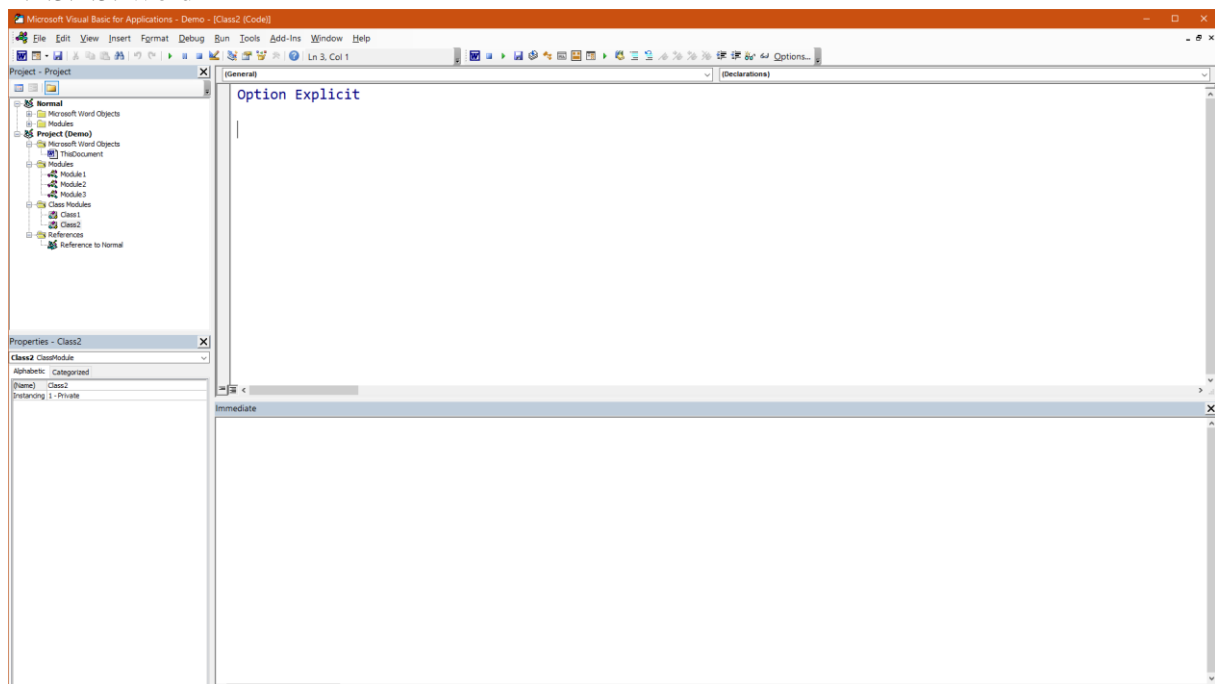 Microsoft Visual Basic for Applications - Demo - [Class2 (Code)]
File Edit View Insert Format Debug Run Tools Add-Ins Window Help
Ln 3, Col 1 Options...
Project - Project
(General) (Declarations)
Option Explicit
Normal
Microsoft Word Objects
Modules
Project (Demo)
Microsoft Word Objects
ThisDocument
Modules
Module1
Module2
Module3
Class Modules
Class1
Class2
References
Reference to Normal
Properties - Class2
Class2 ClassModule
Alphabetic Categorized
(Name) Class2
Instancing 1 - Private
Immediate